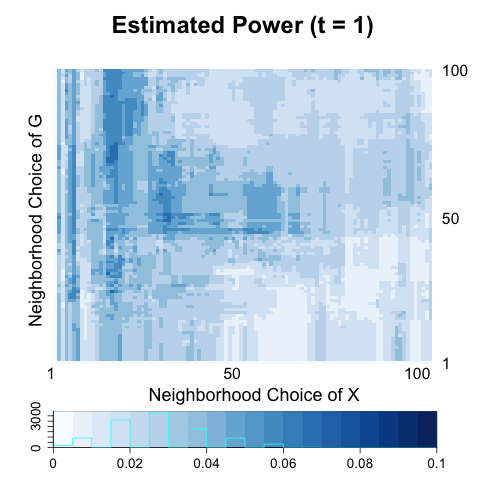 Estimated Power (t = 1)
Neighborhood Choice of G
100
50
1
1 50 100
Neighborhood Choice of X
0 3000
0 0.02 0.04 0.06 0.08 0.1